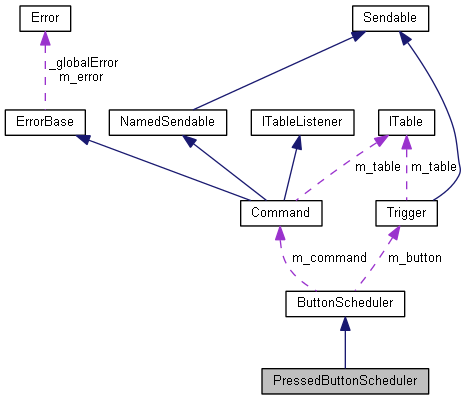 Error
Sendable
_globalError
m_error
ErrorBase
NamedSendable
ITableListener
ITable
m_table
m_table
Command
Trigger
m_command
m_button
ButtonScheduler
PressedButtonScheduler